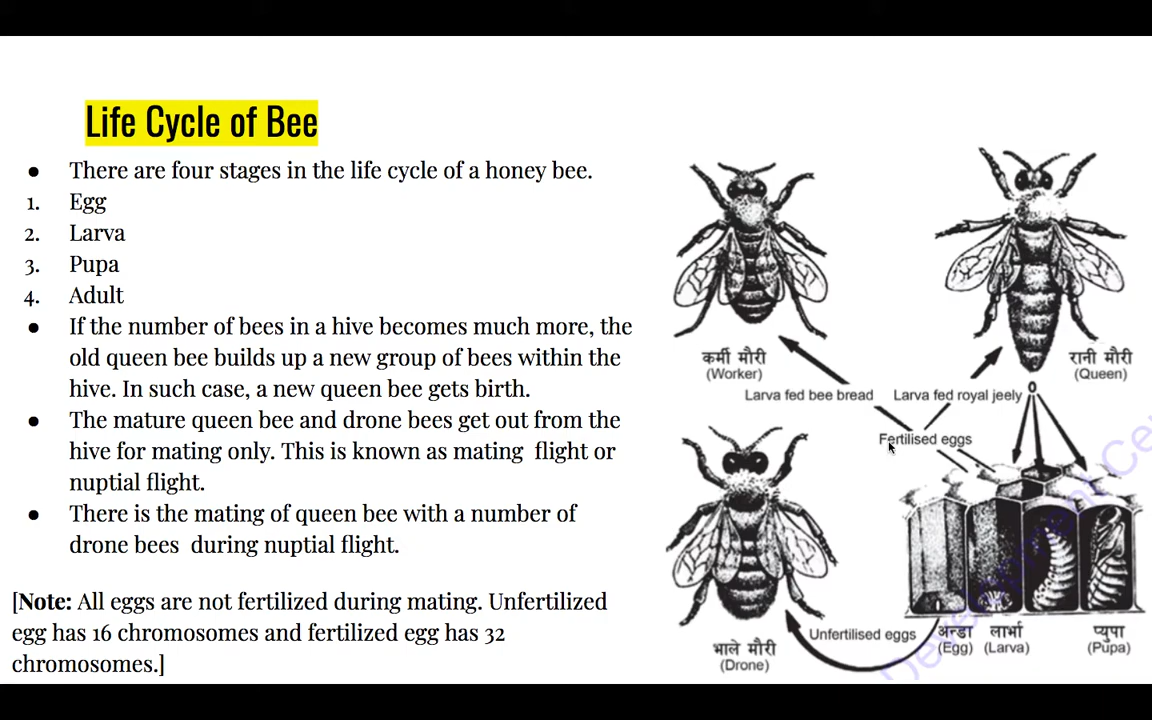 Life Cycle of Bee
● There are four stages in the life cycle of a honey bee.
1. Egg
2. Larva
3. Pupa
4. Adult
● If the number of bees in a hive becomes much more, the
old queen bee builds up a new group of bees within the
hive. In such case, a new queen bee gets birth.
● The mature queen bee and drone bees get out from the
hive for mating only. This is known as mating flight or
nuptial flight.
● There is the mating of queen bee with a number of
drone bees during nuptial flight.
[Note: All eggs are not fertilized during mating. Unfertilized
egg has 16 chromosomes and fertilized egg has 32
chromosomes.]
कर्मी मौरी
(Worker)
रानी मौरी
(Queen)
Larva fed bee bread
Larva fed royal jeely
Fertilised eggs
Unfertilised eggs
भाले मौरी
(Drone)
अन्डा
(Egg)
लार्भा
(Larva)
प्युपा
(Pupa)